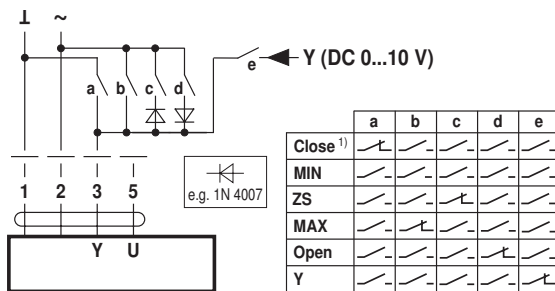 ⊥ ~
a b c d e Y (DC 0...10 V)
1 2 3 5
Y U
e.g. 1N 4007
a b c d e
Close 1)
MIN
ZS
MAX
Open
Y